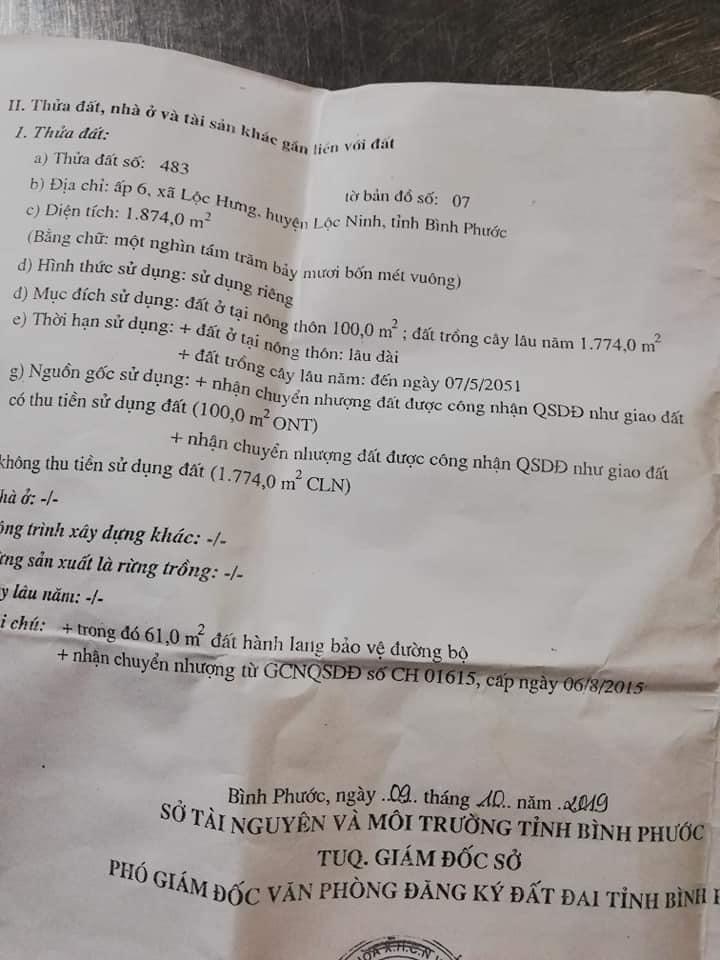 II. Thửa đất, nhà ở và tài sản khác gắn liền với đất
1. Thửa đất:
a) Thửa đất số: 483 tờ bản đồ số: 07
b) Địa chỉ: ấp 6, xã Lộc Hưng, huyện Lộc Ninh, tỉnh Bình Phước
c) Diện tích: 1.874,0 m²
(Bằng chữ: một nghìn tám trăm bảy mươi bốn mét vuông)
d) Hình thức sử dụng: sử dụng riêng
đ) Mục đích sử dụng: đất ở tại nông thôn 100,0 m² ; đất trồng cây lâu năm 1.774,0 m²
e) Thời hạn sử dụng: + đất ở tại nông thôn: lâu dài
+ đất trồng cây lâu năm: đến ngày 07/5/2051
g) Nguồn gốc sử dụng: + nhận chuyển nhượng đất được công nhận QSDĐ như giao đất
có thu tiền sử dụng đất (100,0 m² ONT)
+ nhận chuyển nhượng đất được công nhận QSDĐ như giao đất
không thu tiền sử dụng đất (1.774,0 m² CLN)
hà ở: -/-
ông trình xây dựng khác: -/-
ừng sản xuất là rừng trồng: -/-
y lâu năm: -/-
i chú: + trong đó 61,0 m² đất hành lang bảo vệ đường bộ
+ nhận chuyển nhượng từ GCNQSDĐ số CH 01615, cấp ngày 06/8/2015
Bình Phước, ngày ..09.. tháng .10.. năm .2019
SỞ TÀI NGUYÊN VÀ MÔI TRƯỜNG TỈNH BÌNH PHƯỚC
TUQ. GIÁM ĐỐC SỞ
PHÓ GIÁM ĐỐC VĂN PHÒNG ĐĂNG KÝ ĐẤT ĐAI TỈNH BÌNH
X.H.C.N